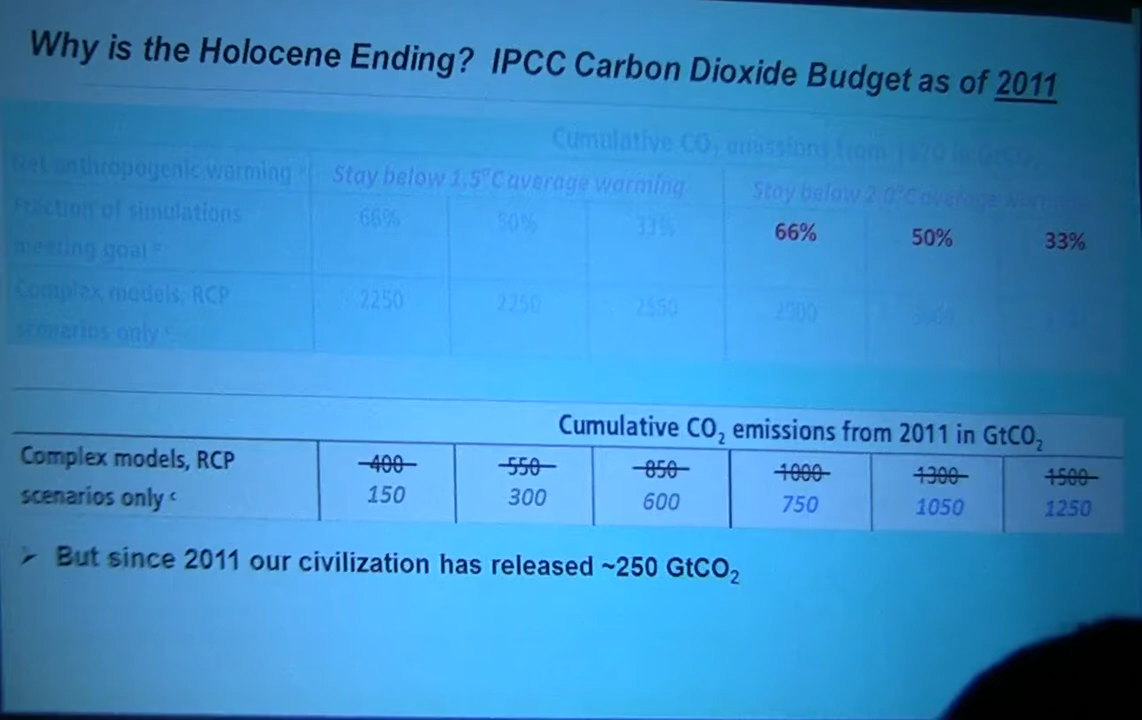 Why is the Holocene Ending? IPCC Carbon Dioxide Budget as of 2011
Cumulative CO₂ emissions from 1870 in GtCO₂
Net anthropogenic warming Stay below 1.5°C average warming Stay below 2.0°C average
Fraction of simulations 66% 50% 33% 66% 50% 33%
meeting goal
Complex models, RCP 2250 2250 2550 2900 3000
scenarios only
Cumulative CO₂ emissions from 2011 in GtCO₂
Complex models, RCP 400 550 850 1000 1300 1500
scenarios only c 150 300 600 750 1050 1250
➤ But since 2011 our civilization has released ~250 GtCO₂